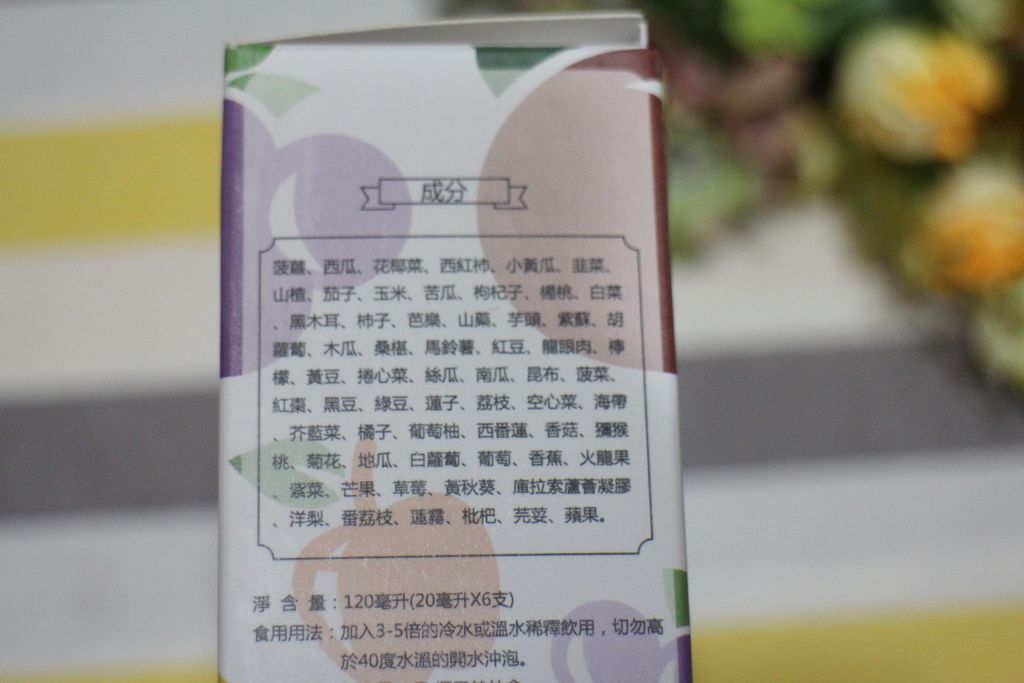 成分
菠蘿、西瓜、花椰菜、西紅柿、小黃瓜、韭菜、
山楂、茄子、玉米、苦瓜、枸杞子、楊桃、白菜
、黑木耳、柿子、芭樂、山藥、芋頭、紫蘇、胡
蘿蔔、木瓜、桑椹、馬鈴薯、紅豆、龍眼肉、檸
檬、黃豆、捲心菜、絲瓜、南瓜、昆布、菠菜、
紅棗、黑豆、綠豆、蓮子、荔枝、空心菜、海帶
、芥藍菜、橘子、葡萄柚、西番蓮、香菇、獼猴
桃、菊花、地瓜、白蘿蔔、葡萄、香蕉、火龍果
、紫菜、芒果、草莓、黃秋葵、庫拉索蘆薈凝膠
、洋梨、番荔枝、蓮霧、枇杷、芫荽、蘋果。
淨含量：120毫升(20毫升X6支)
食用用法：加入3-5倍的冷水或溫水稀釋飲用，切勿高
於40度水溫的開水沖泡。